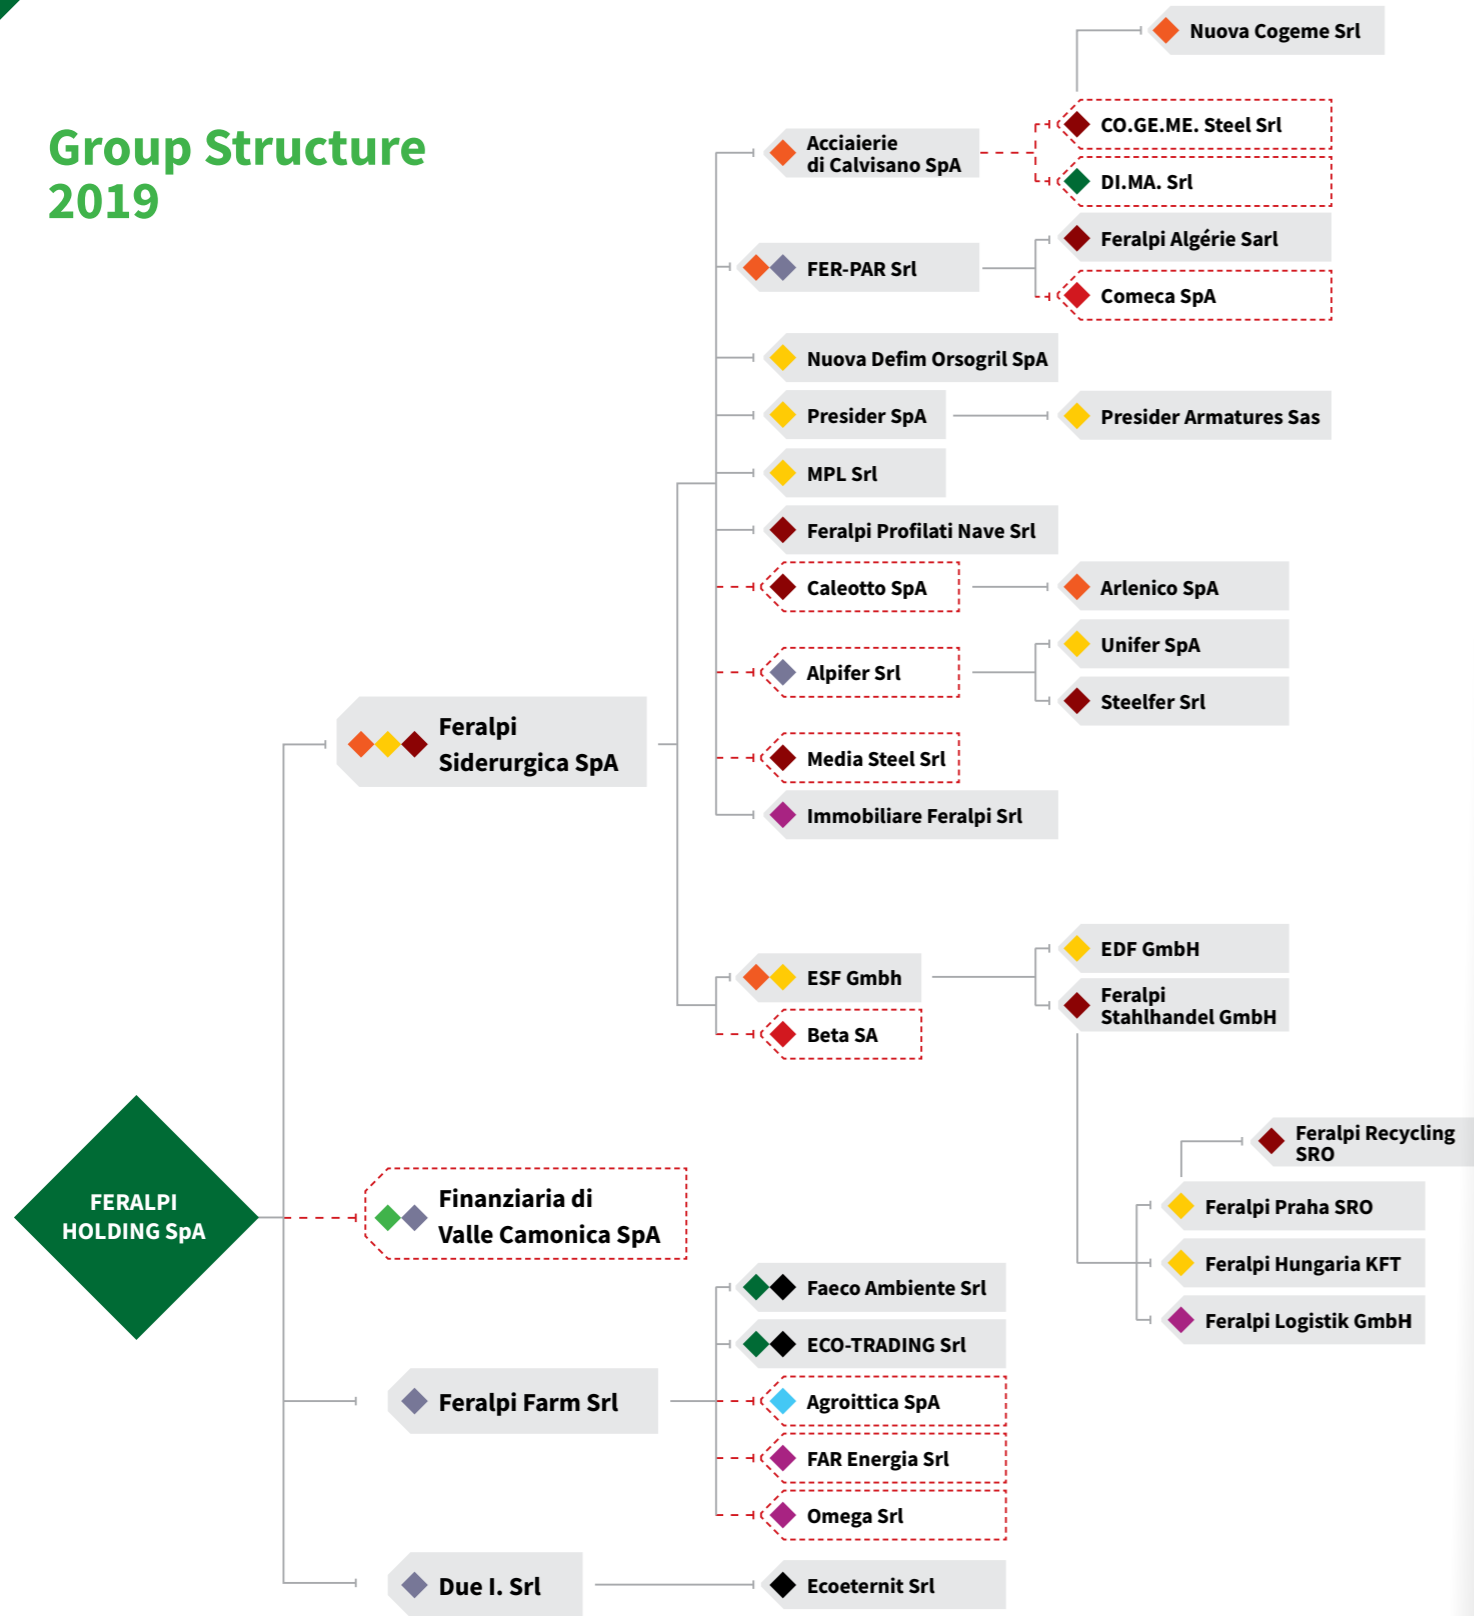 Group Structure
2019
Nuova Cogeme Srl
Acciaierie
di Calvisano SpA
CO.GE.ME. Steel Srl
DI.MA. Srl
FER-PAR Srl
Feralpi Algérie Sarl
Comeca SpA
Nuova Defim Orsogril SpA
Presider SpA
Presider Armatures Sas
MPL Srl
Feralpi Profilati Nave Srl
Caleotto SpA
Arlenico SpA
Alpifer Srl
Unifer SpA
Steelfer Srl
Feralpi
Siderurgica SpA
Media Steel Srl
Immobiliare Feralpi Srl
ESF Gmbh
EDF GmbH
Feralpi
Stahlhandel GmbH
Beta SA
Feralpi Recycling
SRO
Feralpi Praha SRO
Feralpi Hungaria KFT
Feralpi Logistik GmbH
FERALPI
HOLDING SpA
Finanziaria di
Valle Camonica SpA
Faeco Ambiente Srl
ECO-TRADING Srl
Feralpi Farm Srl
Agroittica SpA
FAR Energia Srl
Omega Srl
Due I. Srl
Ecoeternit Srl